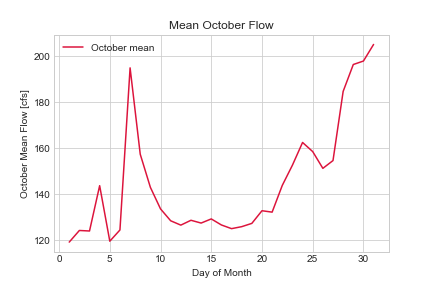 Mean October Flow
October mean
October Mean Flow [cfs]
200
180
160
140
120
0 5 10 15 20 25 30
Day of Month